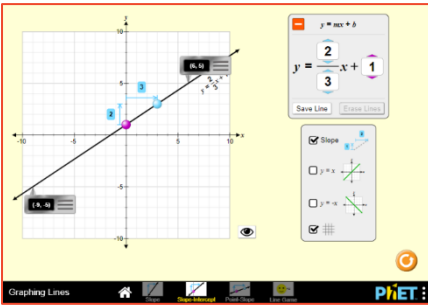 y = mx + b
y = 2/3 x + 1
Save Line
Erase Lines
Slope
y = x
y = -x
y
10
5
-5
-10
-10
-5
5
10
x
(6, 5)
y = 2/3 x + 1
3
2
(-9, -5)
Graphing Lines
Slope
Slope-Intercept
Point-Slope
Line Game
PhET